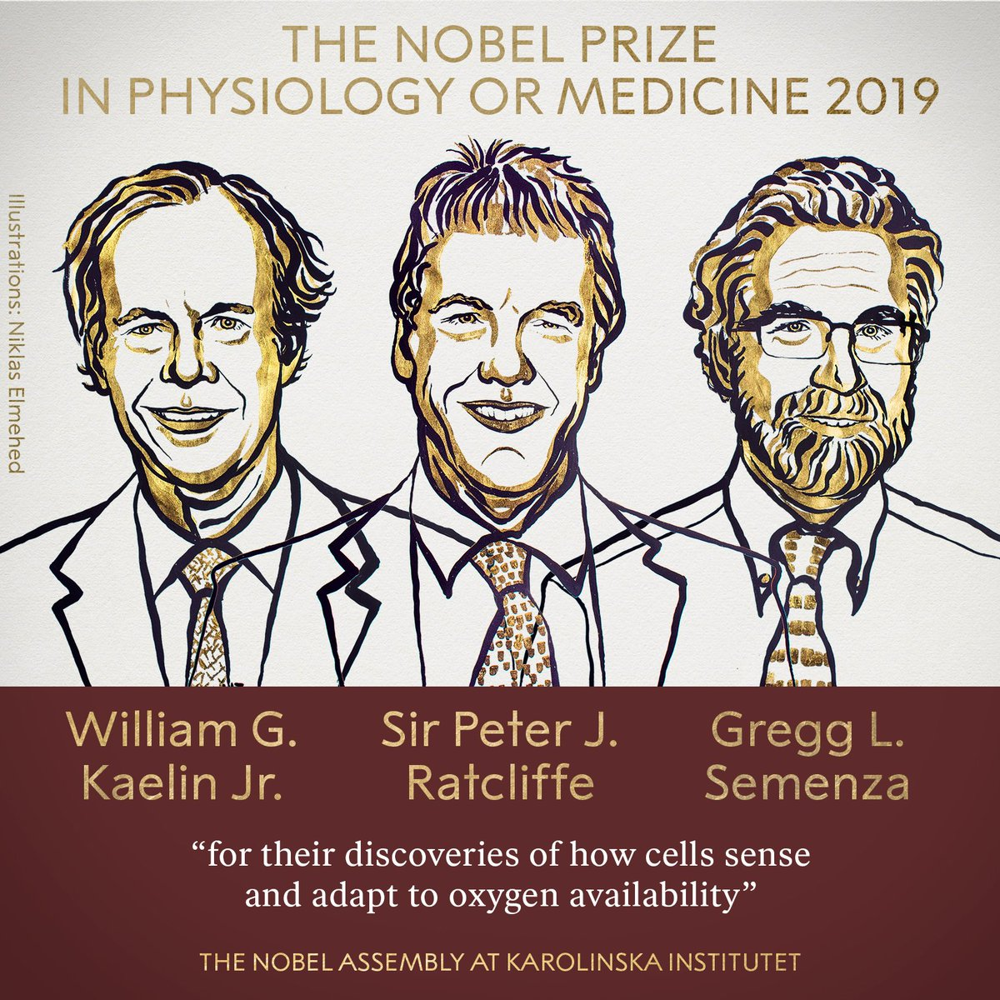 THE NOBEL PRIZE
IN PHYSIOLOGY OR MEDICINE 2019
Illustrations: Niklas Elmehed
William G.
Kaelin Jr.
Sir Peter J.
Ratcliffe
Gregg L.
Semenza
“for their discoveries of how cells sense
and adapt to oxygen availability”
THE NOBEL ASSEMBLY AT KAROLINSKA INSTITUTET